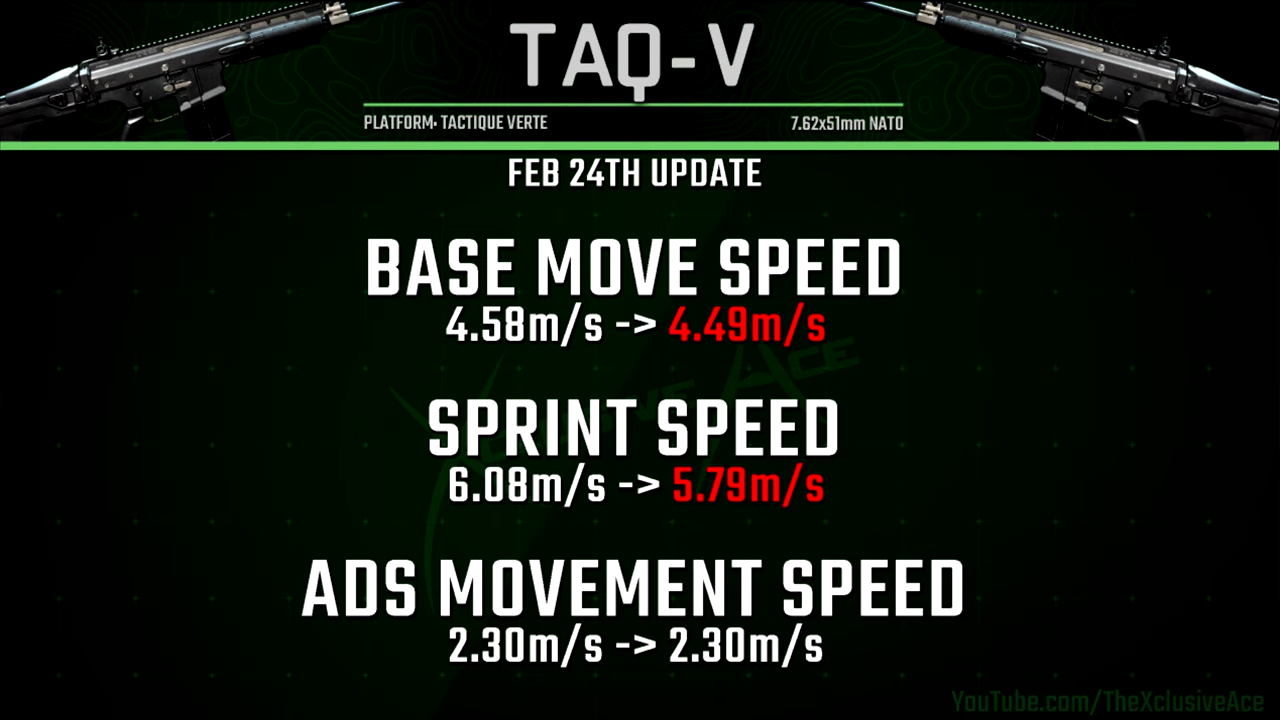 TAQ-V
PLATFORM: TACTIQUE VERTE
7.62x51mm NATO
FEB 24TH UPDATE
BASE MOVE SPEED
4.58m/s -> 4.49m/s
SPRINT SPEED
6.08m/s -> 5.79m/s
ADS MOVEMENT SPEED
2.30m/s -> 2.30m/s
YouTube.com/TheXclusiveAce